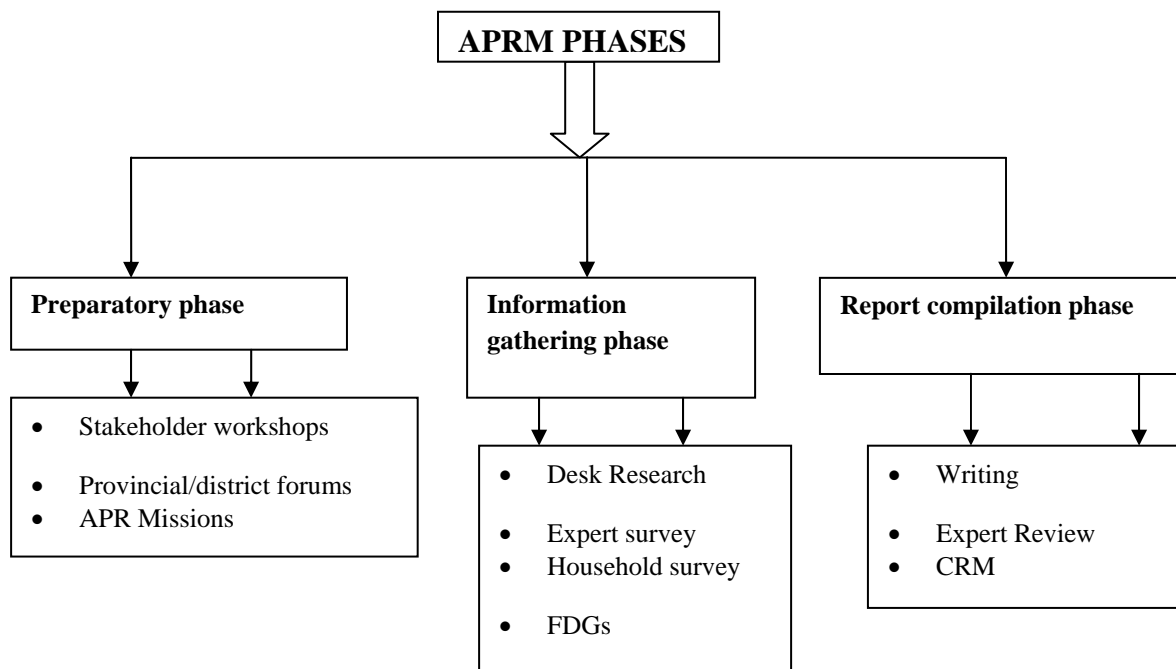 APRM PHASES
Preparatory phase
Information
gathering phase
Report compilation phase
• Stakeholder workshops
• Provincial/district forums
• APR Missions
• Desk Research
• Expert survey
• Household survey
• FDGs
• Writing
• Expert Review
• CRM